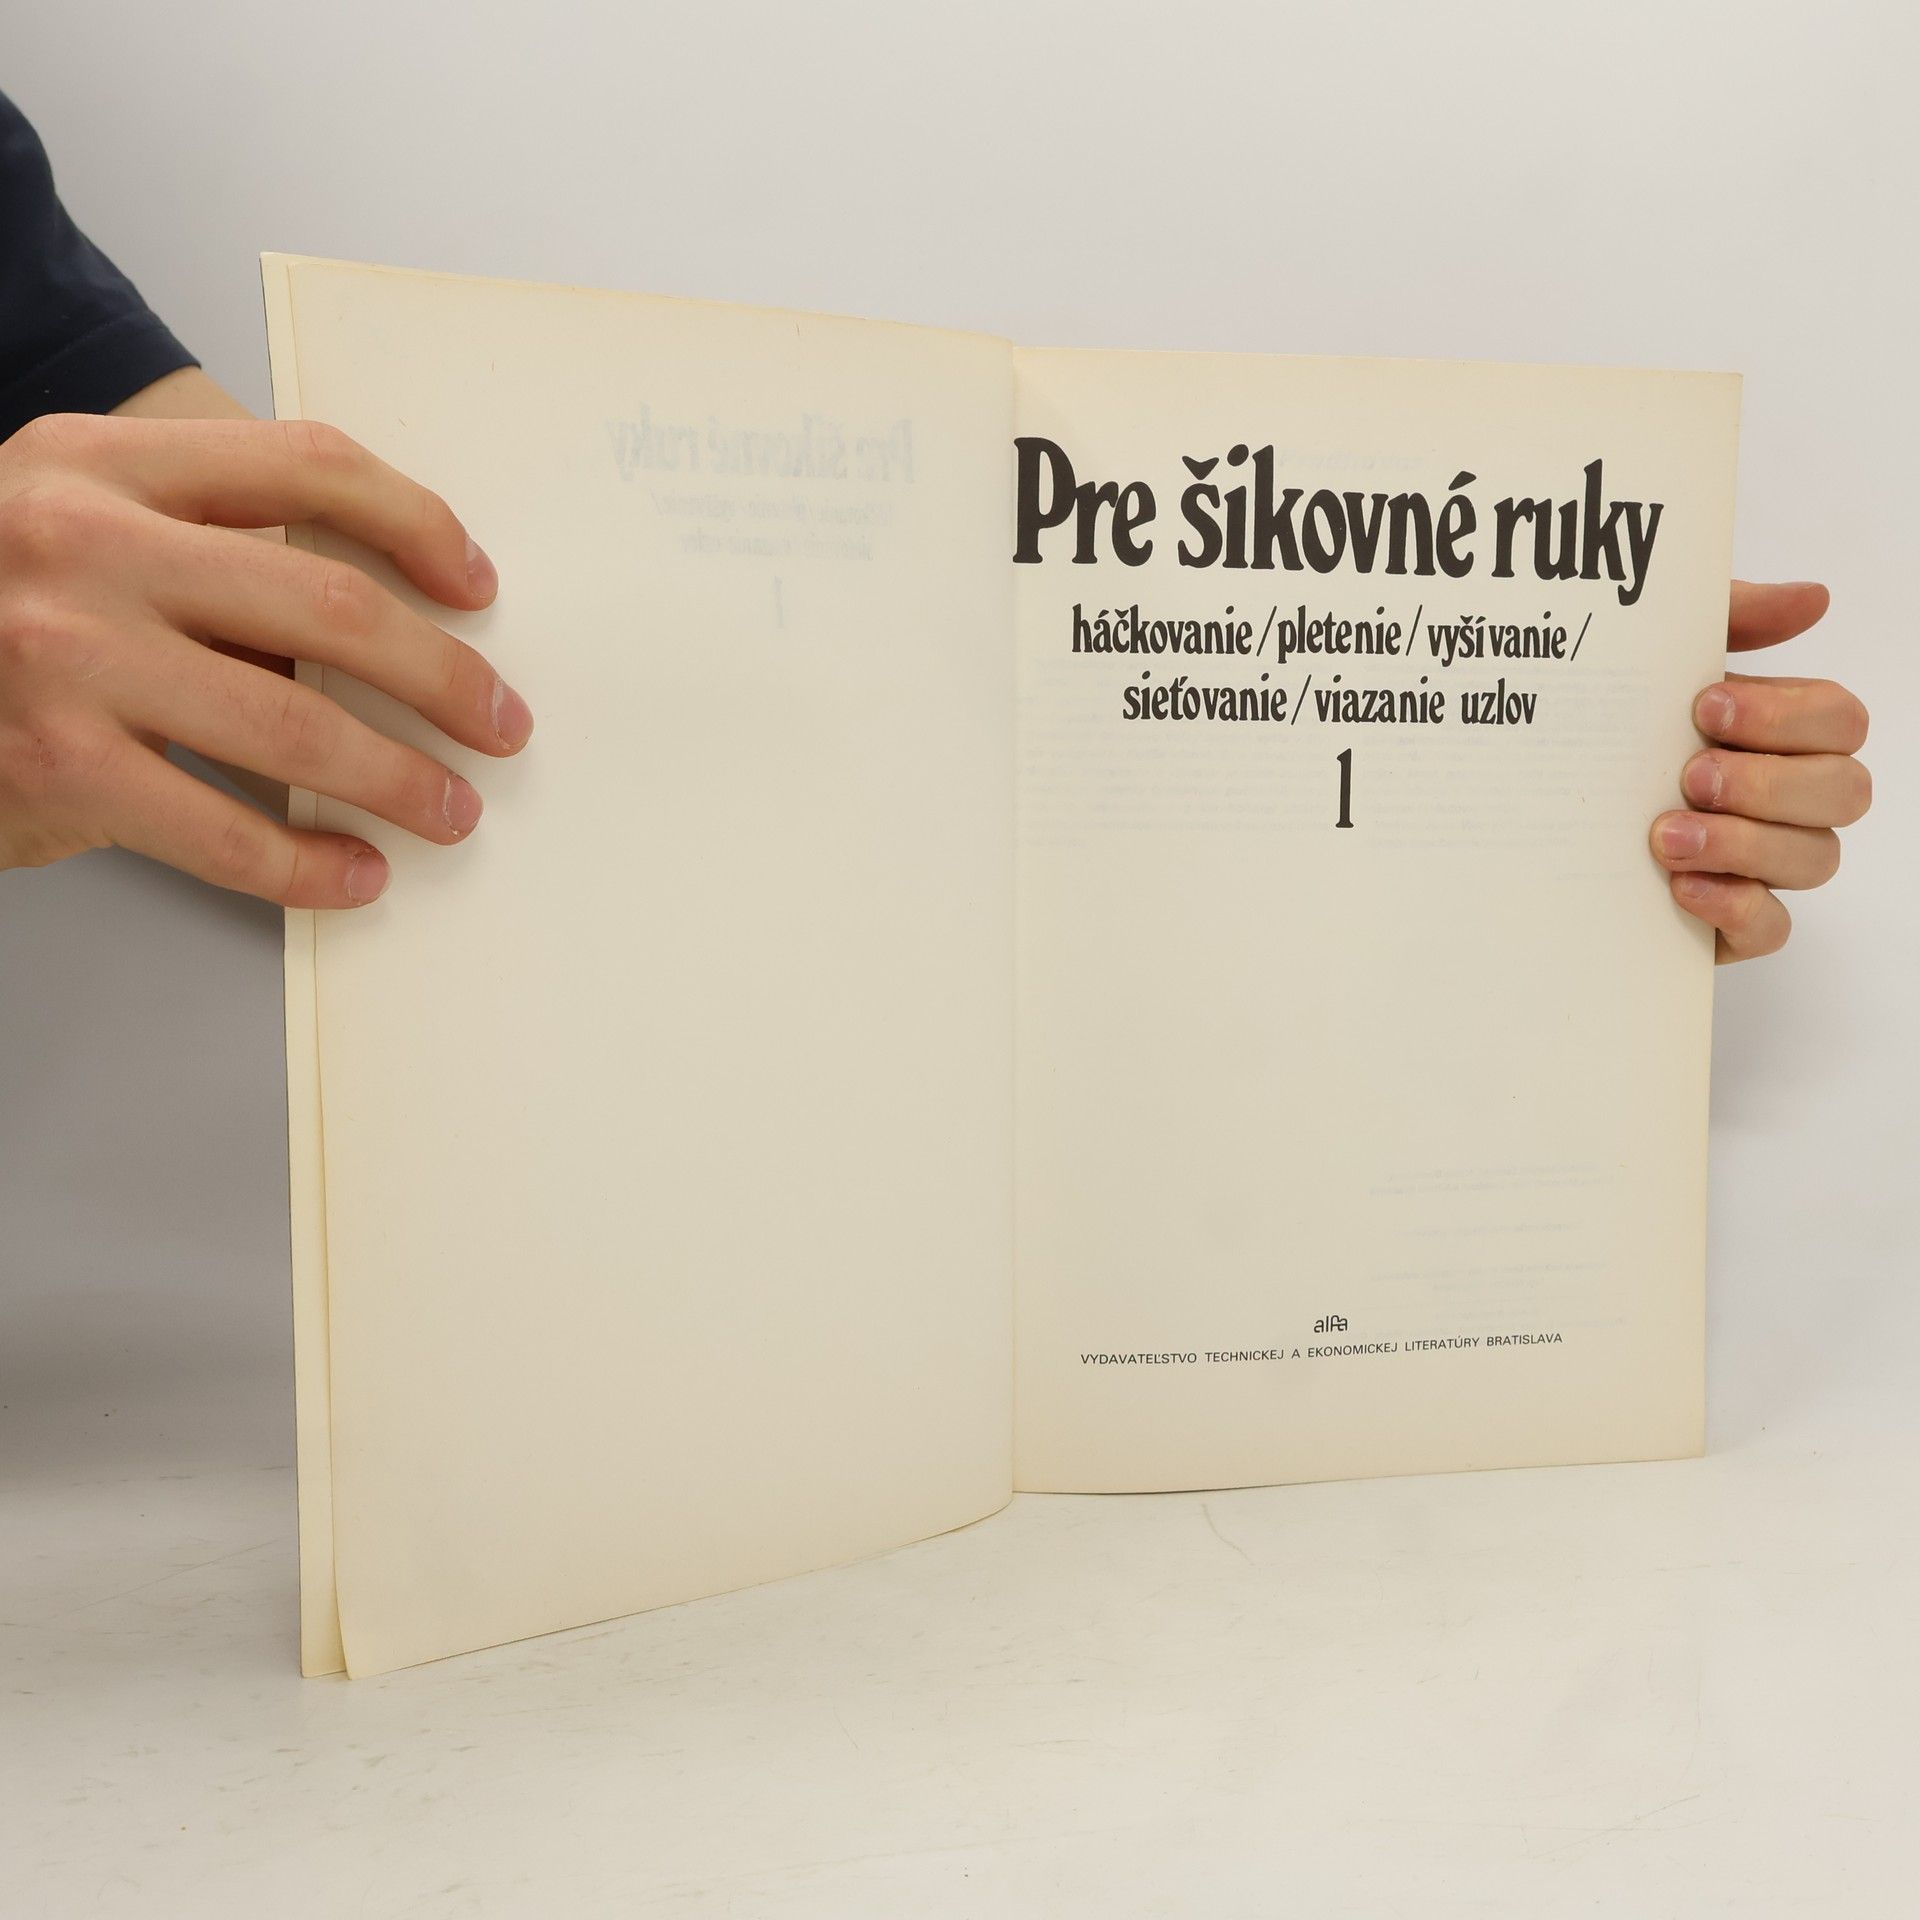 Pre šikovné ruky
háčkovanie/pletenie/vyšívanie/
sieťovanie/viazanie uzlov
1
alfa
VYDAVATEĽSTVO TECHNICKEJ A EKONOMICKEJ LITERATÚRY BRATISLAVA